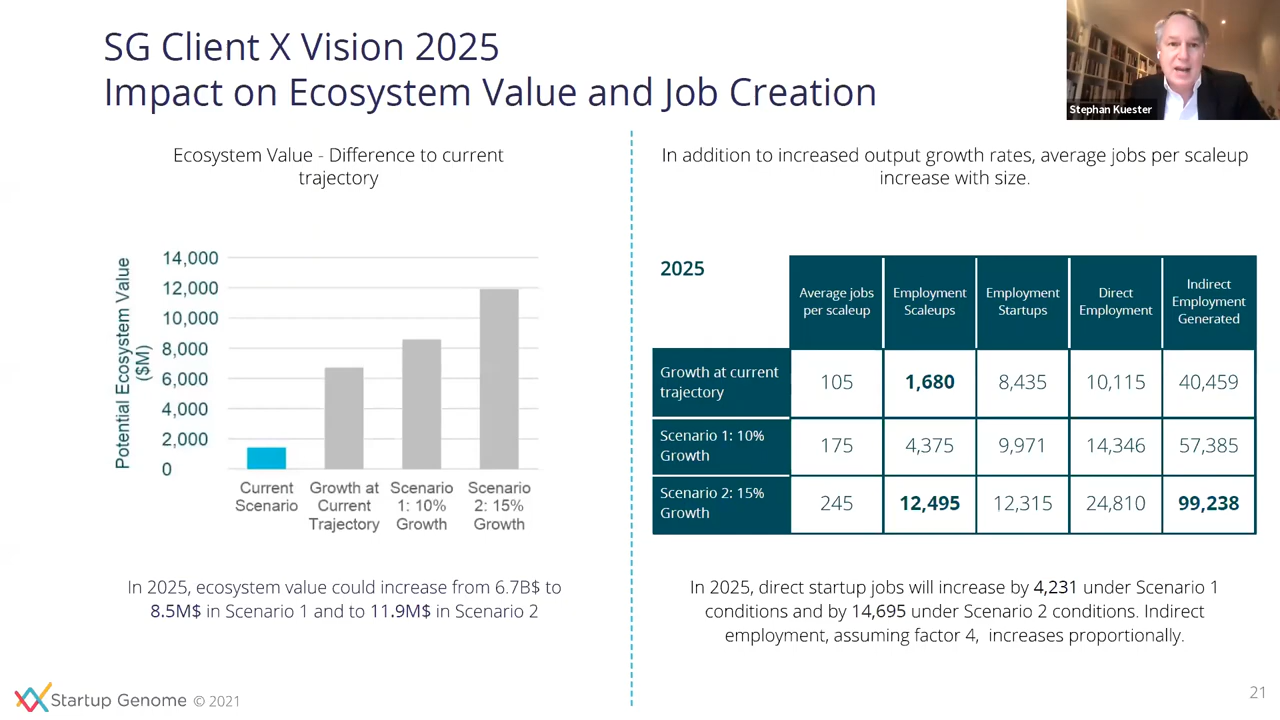 SG Client X Vision 2025
Impact on Ecosystem Value and Job Creation
Stephan Kuester
Ecosystem Value - Difference to current
trajectory
Potential Ecosystem Value
($M)
14,000
12,000
10,000
8,000
6,000
4,000
2,000
0
Current
Scenario
Growth at
Current
Trajectory
Scenario
1: 10%
Growth
Scenario
2: 15%
Growth
In 2025, ecosystem value could increase from 6.7B$ to
8.5M$ in Scenario 1 and to 11.9M$ in Scenario 2
In addition to increased output growth rates, average jobs per scaleup
increase with size.
2025
Average jobs
per scaleup
Employment
Scaleups
Employment
Startups
Direct
Employment
Indirect
Employment
Generated
Growth at current
trajectory
105
1,680
8,435
10,115
40,459
Scenario 1: 10%
Growth
175
4,375
9,971
14,346
57,385
Scenario 2: 15%
Growth
245
12,495
12,315
24,810
99,238
In 2025, direct startup jobs will increase by 4,231 under Scenario 1
conditions and by 14,695 under Scenario 2 conditions. Indirect
employment, assuming factor 4, increases proportionally.
Startup Genome © 2021
21